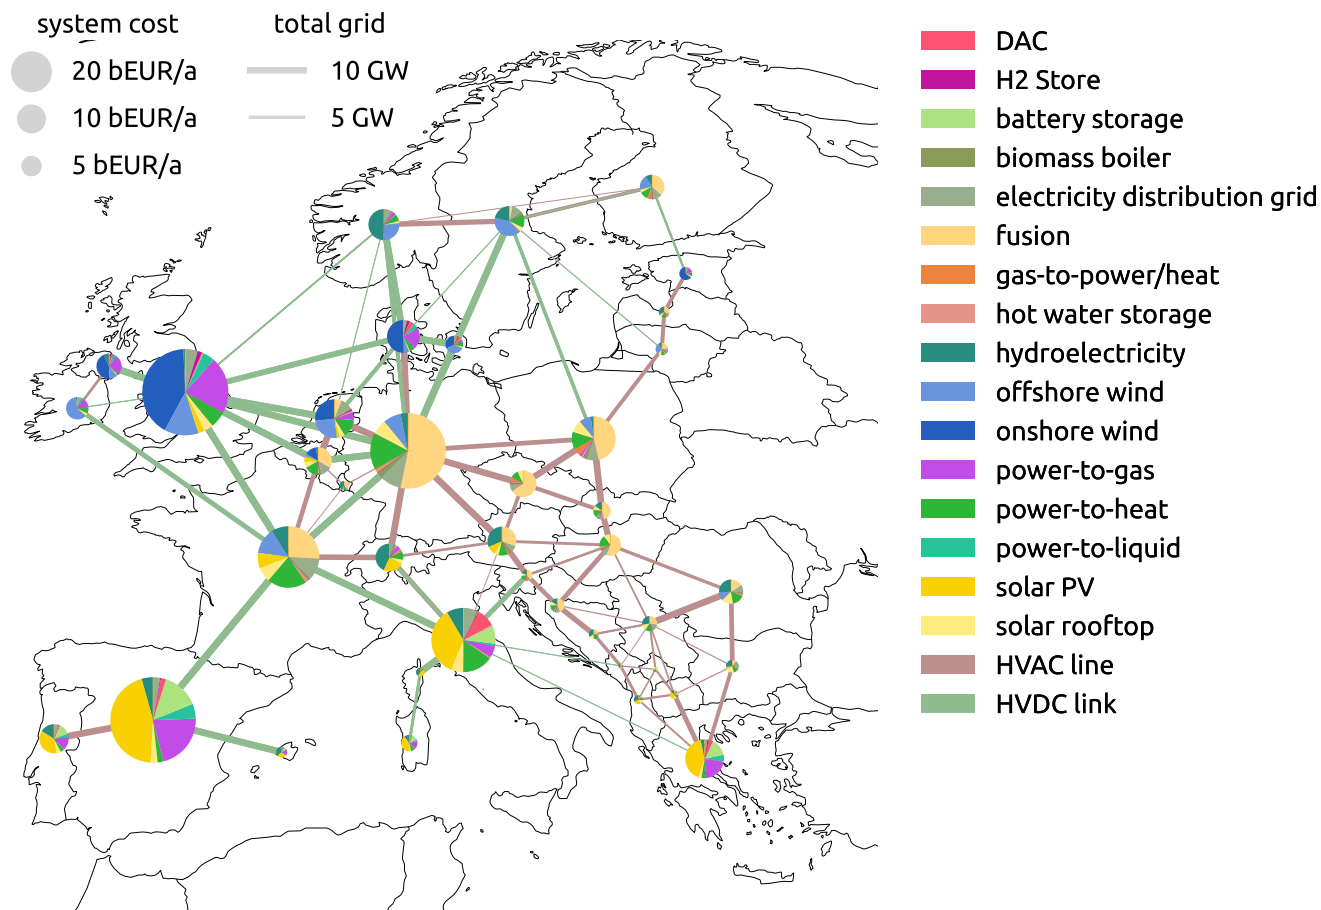 system cost
total grid
20 bEUR/a
10 GW
10 bEUR/a
5 GW
5 bEUR/a
DAC
H2 Store
battery storage
biomass boiler
electricity distribution grid
fusion
gas-to-power/heat
hot water storage
hydroelectricity
offshore wind
onshore wind
power-to-gas
power-to-heat
power-to-liquid
solar PV
solar rooftop
HVAC line
HVDC link